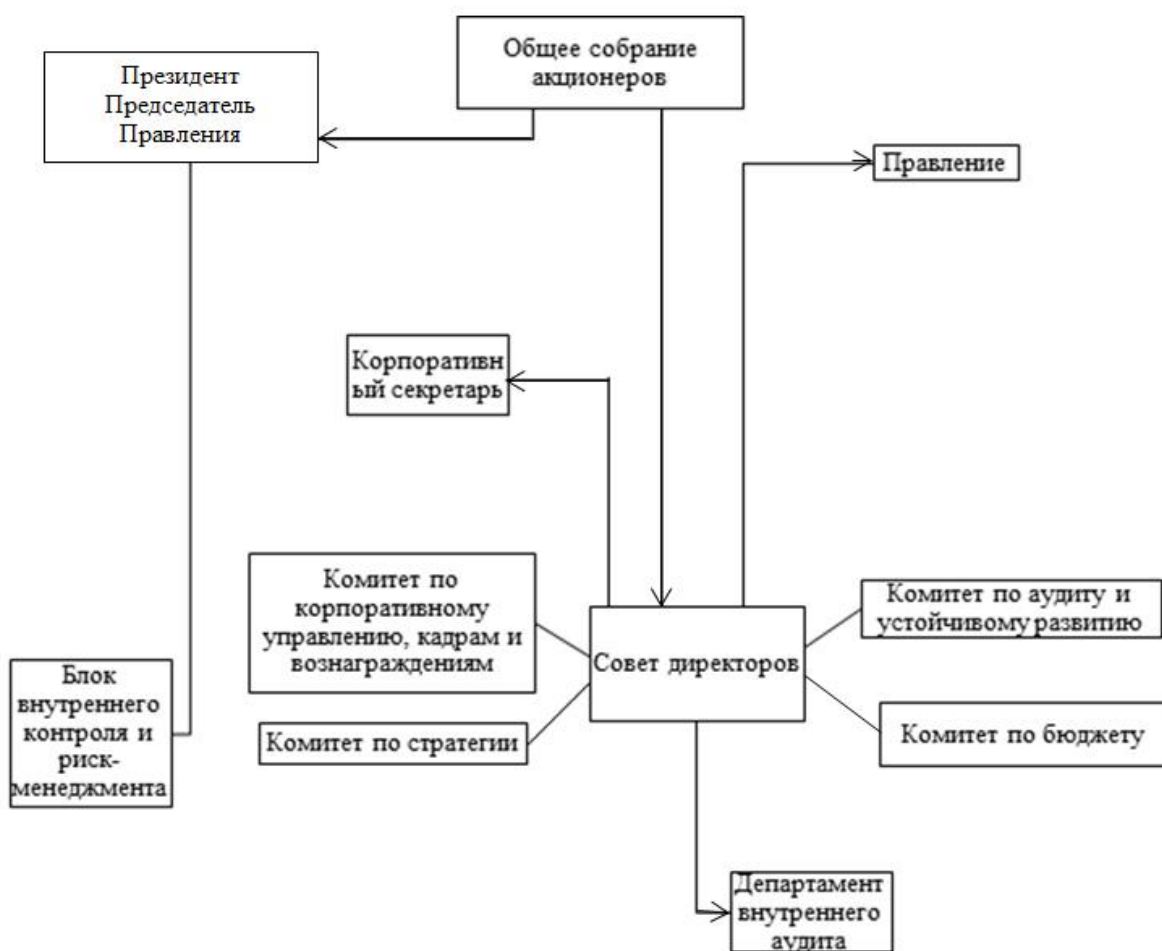 Общее собрание
акционеров
Президент
Председатель
Правления
Правление
Корпоративн
ый секретарь
Комитет по
корпоративному
управлению, кадрам и
вознаграждениям
Комитет по аудиту и
устойчивому развитию
Совет директоров
Блок
внутреннего
контроля и
риск-
менеджмента
Комитет по стратегии
Комитет по бюджету
Департамент
внутреннего
аудита